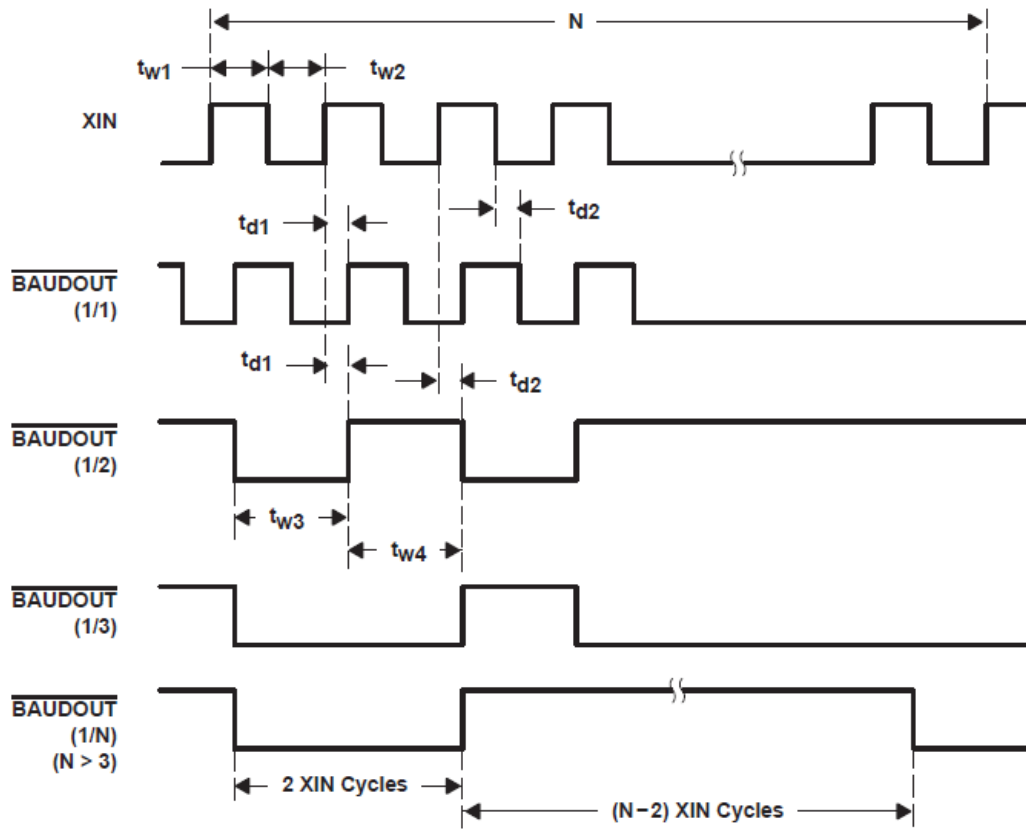 N
tw1
tw2
XIN
td1
td2
BAUDOUT
(1/1)
td1
td2
BAUDOUT
(1/2)
tw3
tw4
BAUDOUT
(1/3)
BAUDOUT
(1/N)
(N > 3)
2 XIN Cycles
(N−2) XIN Cycles